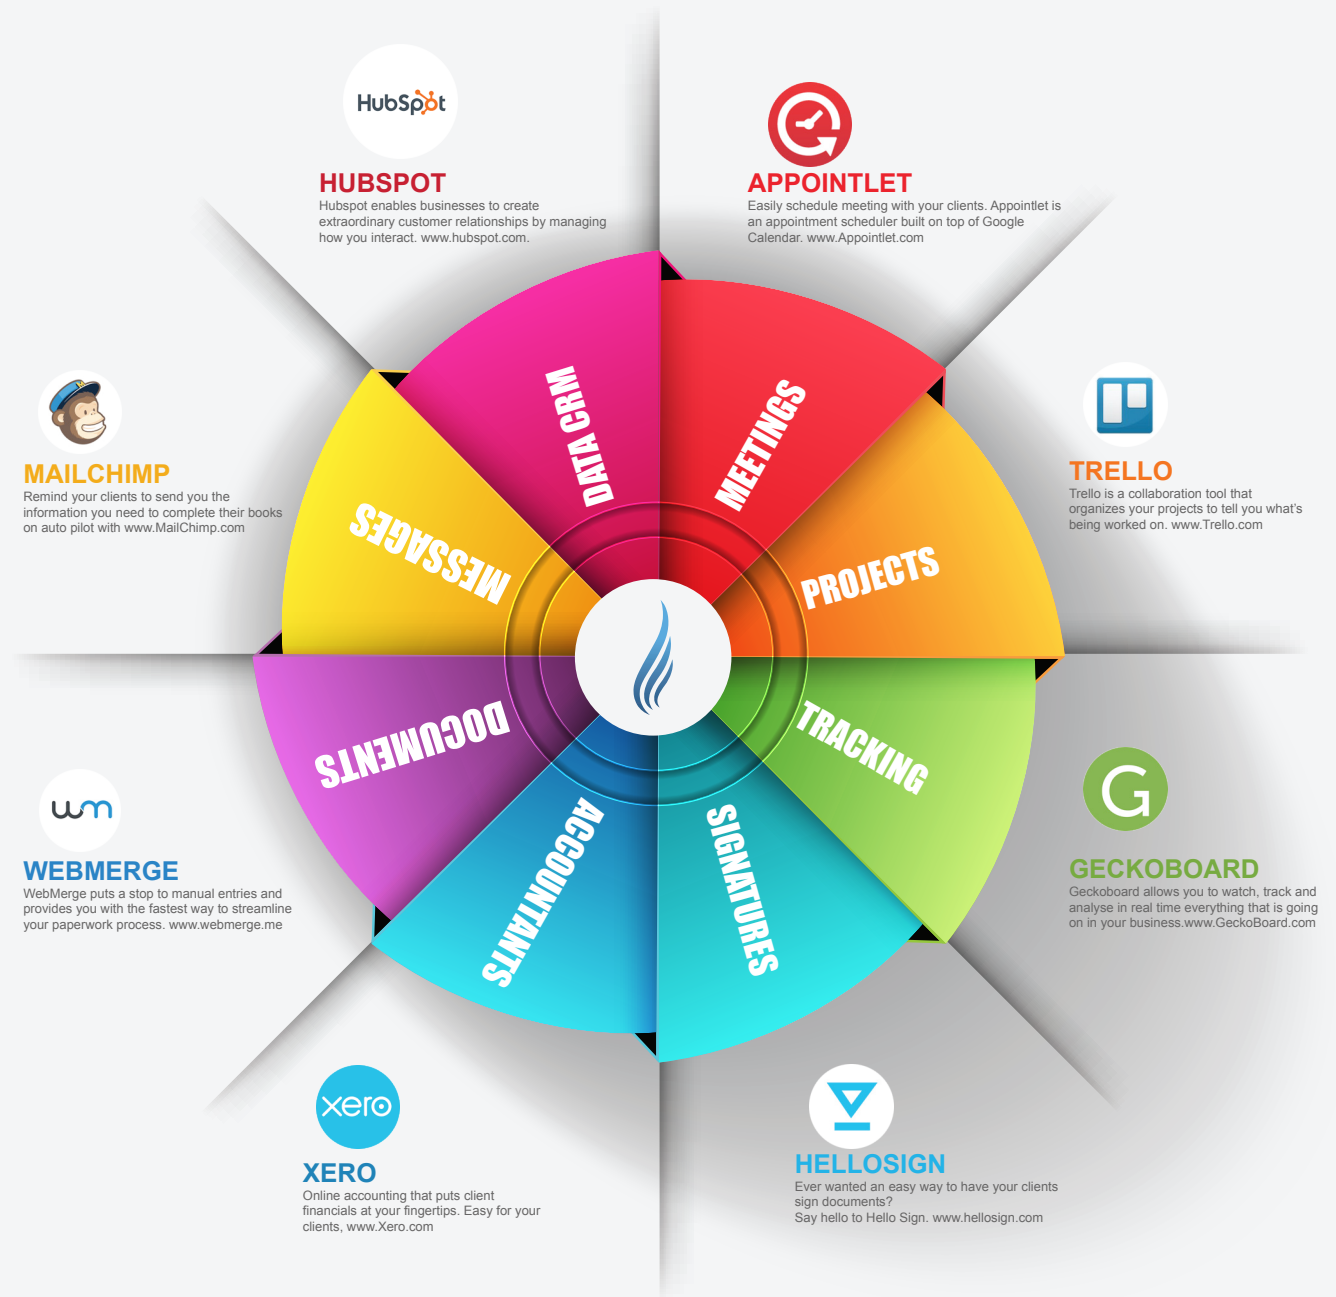 HubSpot
HUBSPOT
Hubspot enables businesses to create
extraordinary customer relationships by managing
how you interact. www.hubspot.com.
APPOINTLET
Easily schedule meeting with your clients. Appointlet is
an appointment scheduler built on top of Google
Calendar. www.Appointlet.com
MAILCHIMP
Remind your clients to send you the
information you need to complete their books
on auto pilot with www.MailChimp.com
TRELLO
Trello is a collaboration tool that
organizes your projects to tell you what's
being worked on. www.Trello.com
DATA CRM
MEETINGS
MESSAGES
PROJECTS
DOCUMENTS
TRACKING
ACCOUNTANTS
SIGNATURES
wm
WEBMERGE
WebMerge puts a stop to manual entries and
provides you with the fastest way to streamline
your paperwork process. www.webmerge.me
G
GECKOBOARD
Geckoboard allows you to watch, track and
analyse in real time everything that is going
on in your business.www.GeckoBoard.com
xero
XERO
Online accounting that puts client
financials at your fingertips. Easy for your
clients, www.Xero.com
HELLOSIGN
Ever wanted an easy way to have your clients
sign documents?
Say hello to Hello Sign. www.hellosign.com